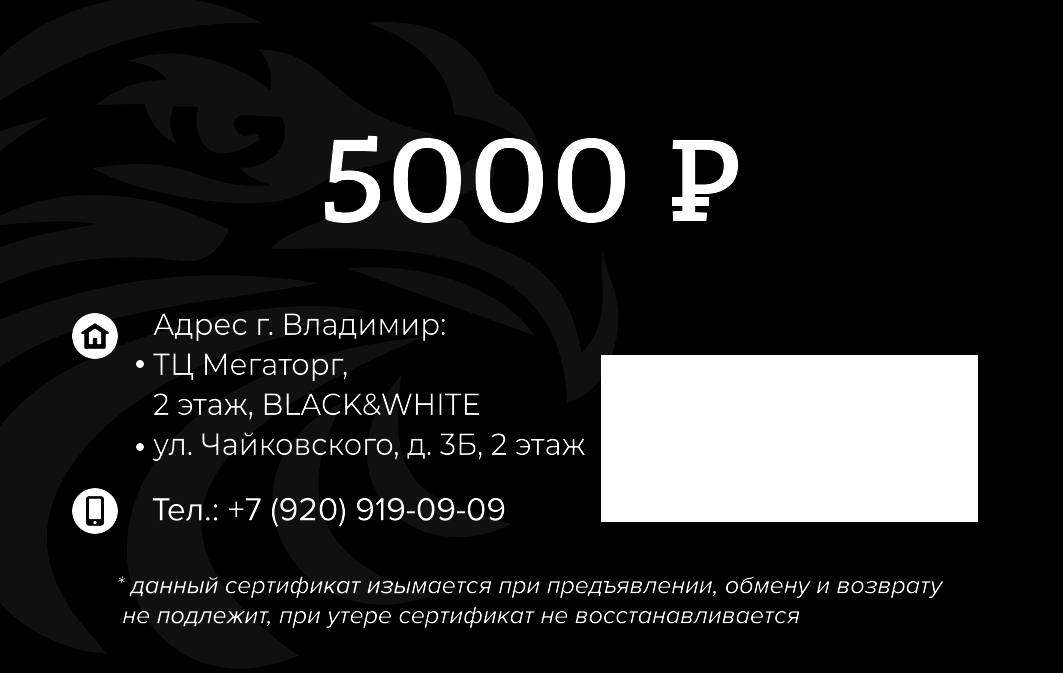 5000 ₽
Адрес г. Владимир:
• ТЦ Мегаторг,
2 этаж, BLACK&WHITE
• ул. Чайковского, д. 3Б, 2 этаж
Тел.: +7 (920) 919-09-09
* данный сертификат изымается при предъявлении, обмену и возврату
не подлежит, при утере сертификат не восстанавливается